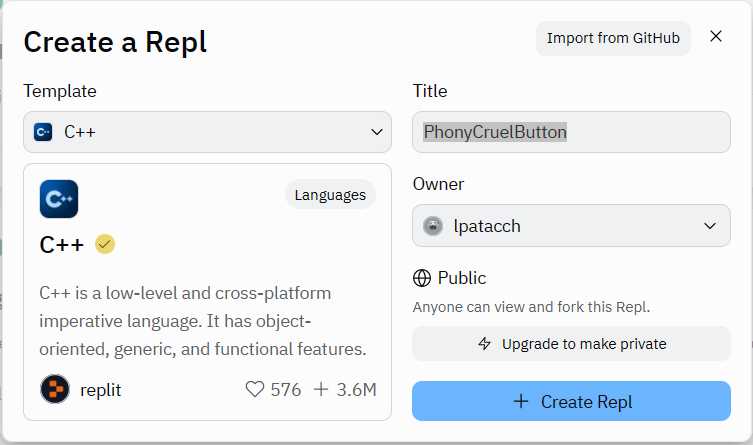 Create a Repl
Import from GitHub
Template
C++
Languages
C++
C++ is a low-level and cross-platform
imperative language. It has object-
oriented, generic, and functional features.
replit
576
3.6M
Title
PhonyCruelButton
Owner
lpatacch
Public
Anyone can view and fork this Repl.
Upgrade to make private
Create Repl